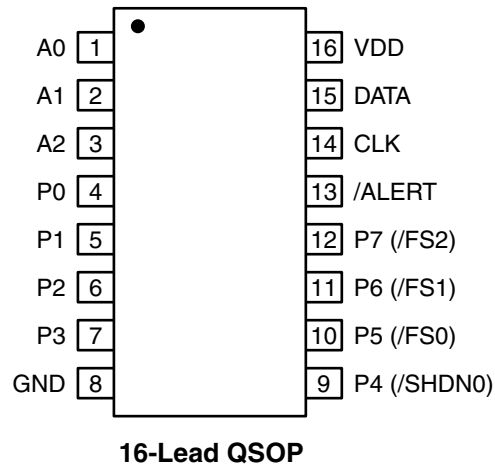 A0 1 16 VDD
A1 2 15 DATA
A2 3 14 CLK
P0 4 13 /ALERT
P1 5 12 P7 (/FS2)
P2 6 11 P6 (/FS1)
P3 7 10 P5 (/FS0)
GND 8 9 P4 (/SHDN0)
16-Lead QSOP